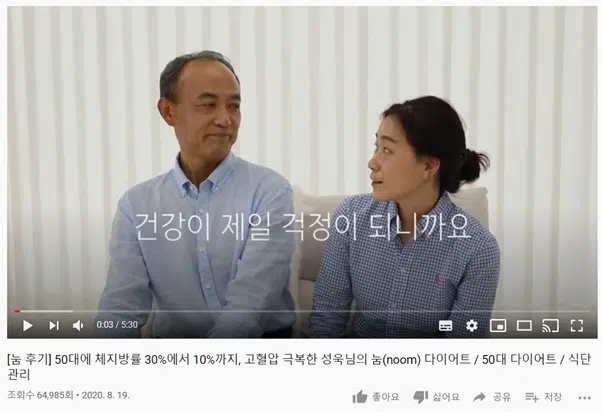 건강이 제일 걱정이 되니까요
0:03 / 5:30
[눔 후기] 50대에 체지방률 30%에서 10%까지, 고혈압 극복한 성욱님의 눔(noom) 다이어트 / 50대 다이어트 / 식단
관리
조회수 64,985회 • 2020. 8. 19.
좋아요 싫어요 공유 저장